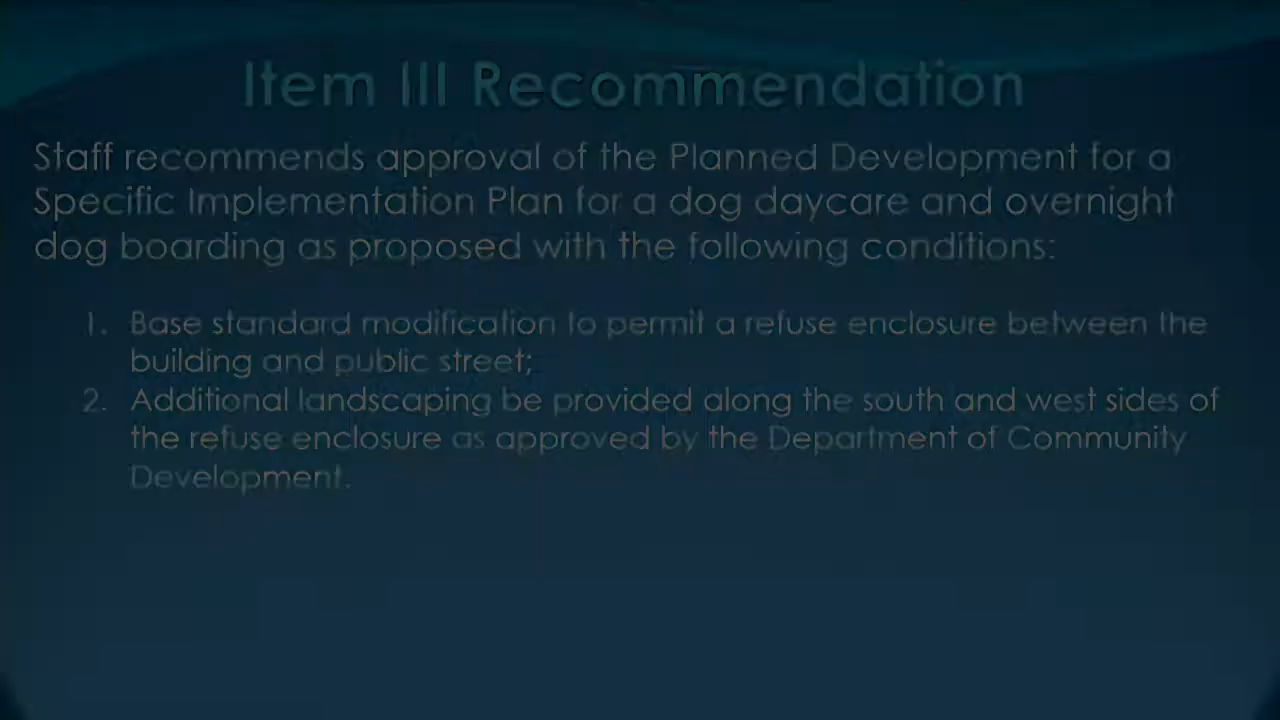 Item III Recommendation
Staff recommends approval of the Planned Development for a
Specific Implementation Plan for a dog daycare and overnight
dog boarding as proposed with the following conditions:
1. Base standard modification to permit a refuse enclosure between the
building and public street;
2. Additional landscaping be provided along the south and west sides of
the refuse enclosure as approved by the Department of Community
Development.